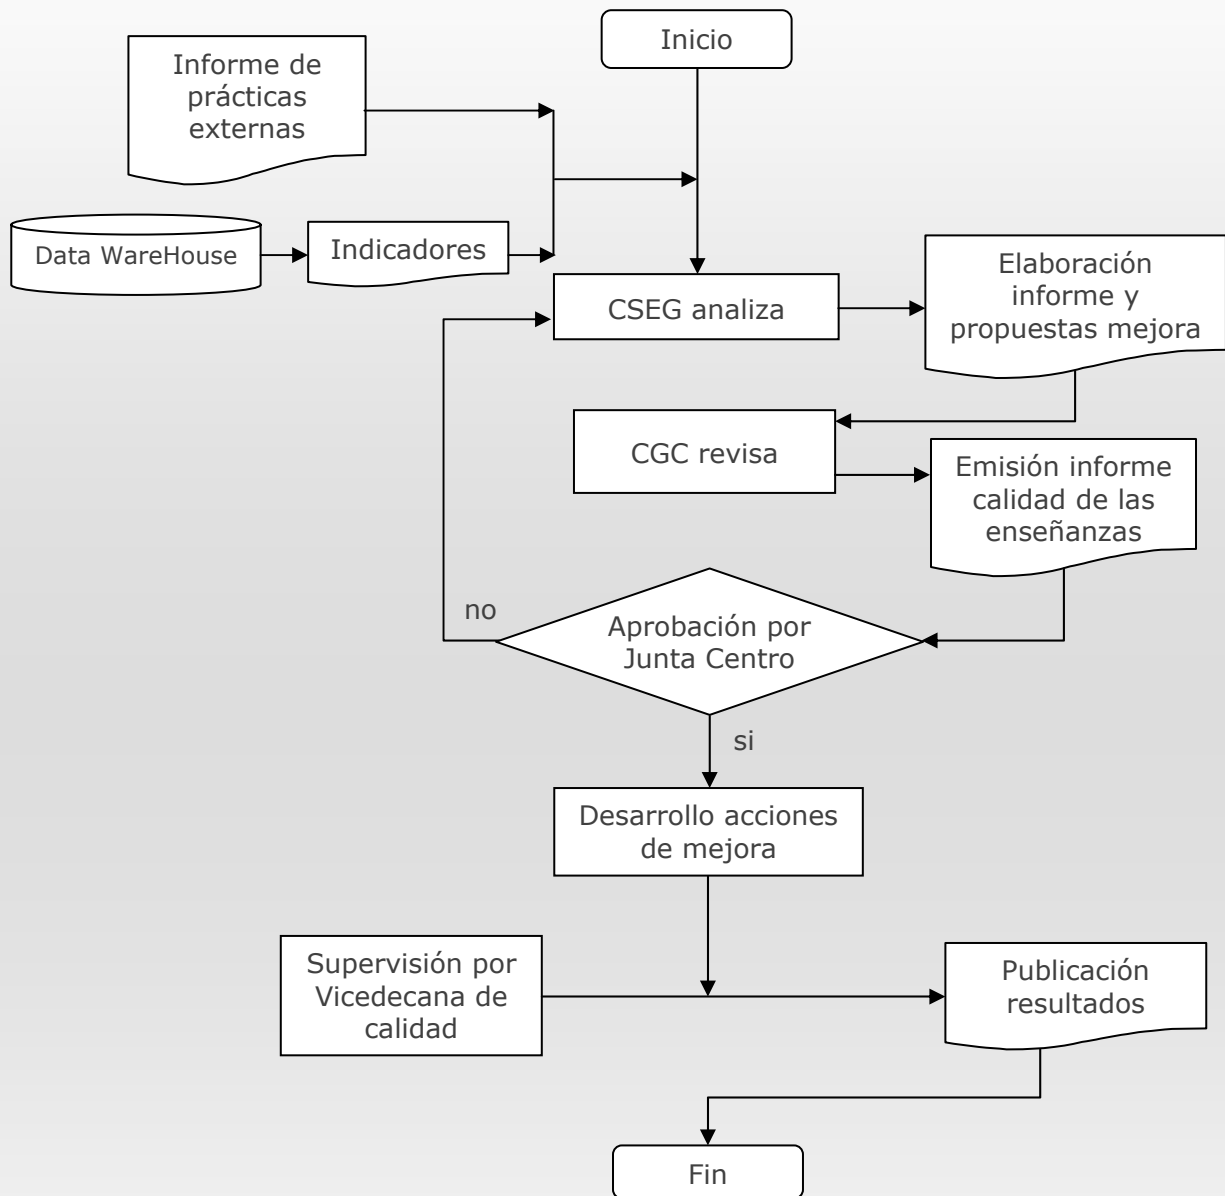 Inicio
Informe de
prácticas
externas
Data WareHouse
Indicadores
CSEG analiza
Elaboración
informe y
propuestas mejora
CGC revisa
Emisión informe
calidad de las
enseñanzas
no
Aprobación por
Junta Centro
si
Desarrollo acciones
de mejora
Supervisión por
Vicedecana de
calidad
Publicación
resultados
Fin